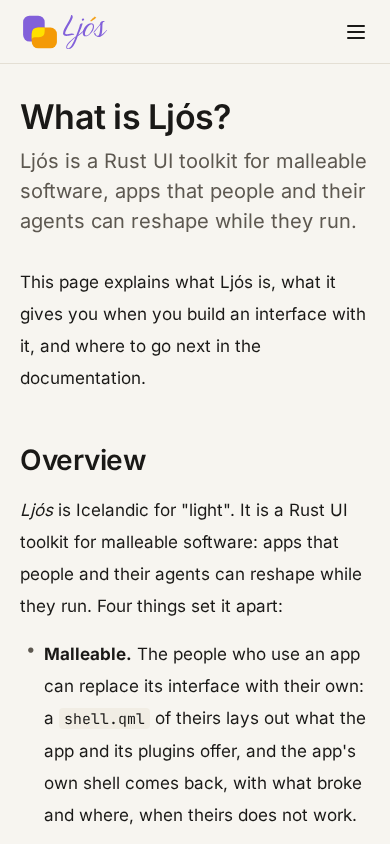 Ljós
What is Ljós?
Ljós is a Rust UI toolkit for malleable
software, apps that people and their
agents can reshape while they run.
This page explains what Ljós is, what it
gives you when you build an interface with
it, and where to go next in the
documentation.
Overview
Ljós is Icelandic for "light". It is a Rust UI
toolkit for malleable software: apps that
people and their agents can reshape while
they run. Four things set it apart:
• Malleable. The people who use an app
can replace its interface with their own:
a shell.qml of theirs lays out what the
app and its plugins offer, and the app's
own shell comes back, with what broke
and where, when theirs does not work.